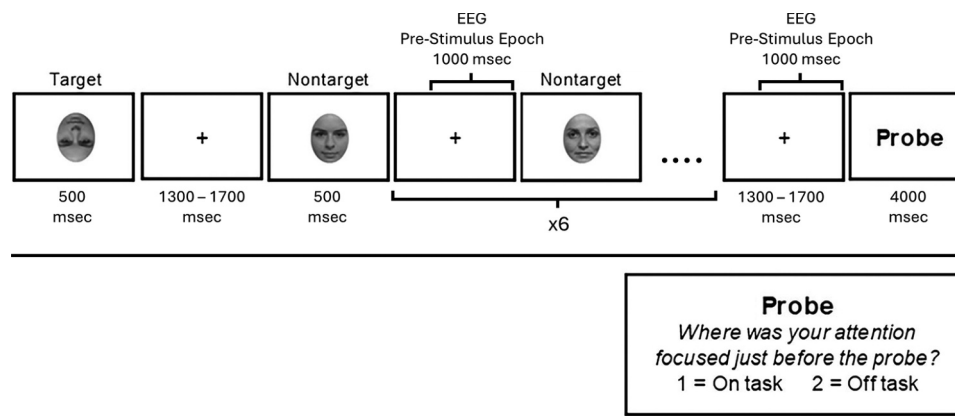 EEG
Pre-Stimulus Epoch
1000 msec
EEG
Pre-Stimulus Epoch
1000 msec
Target
Nontarget
Nontarget
+
+
+
Probe
500
msec
1300 – 1700
msec
500
msec
x6
1300 – 1700
msec
4000
msec
Probe
Where was your attention
focused just before the probe?
1 = On task 2 = Off task